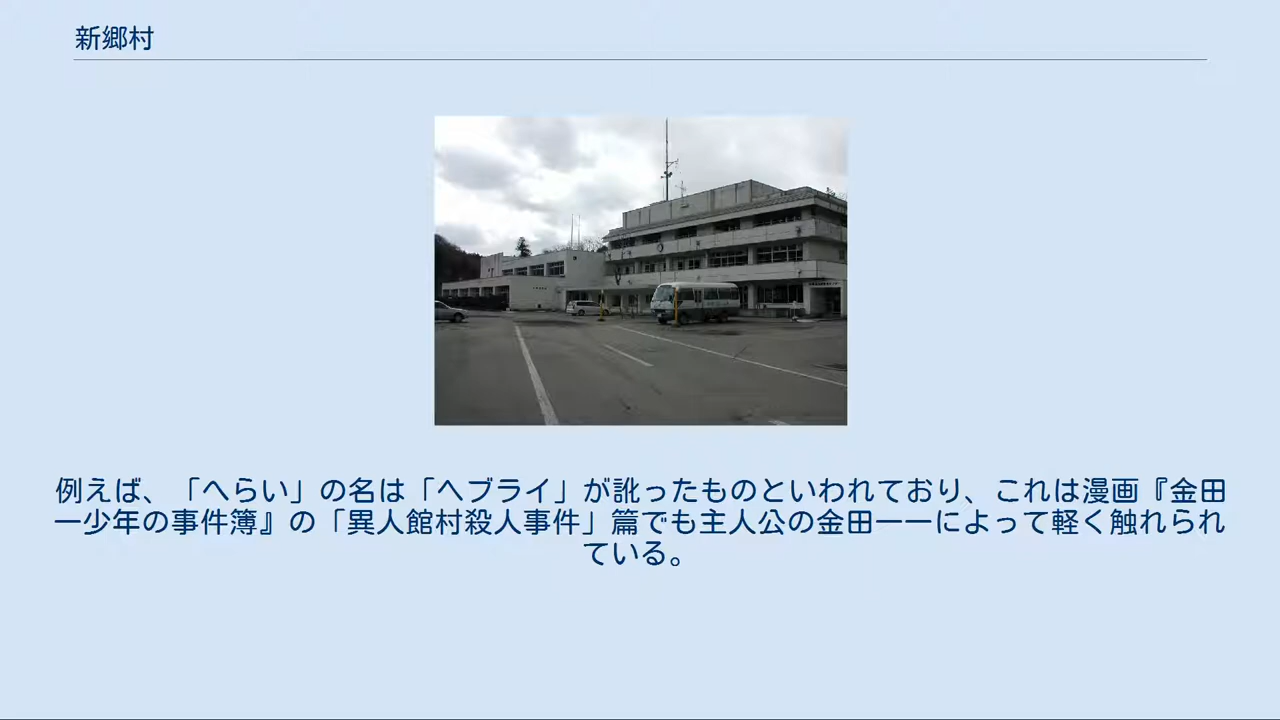 新郷村
例えば、「へらい」の名は「ヘブライ」が訛ったものといわれており、これは漫画『金田
一少年の事件簿』の「異人館村殺人事件」篇でも主人公の金田一一によって軽く触れられ
ている。